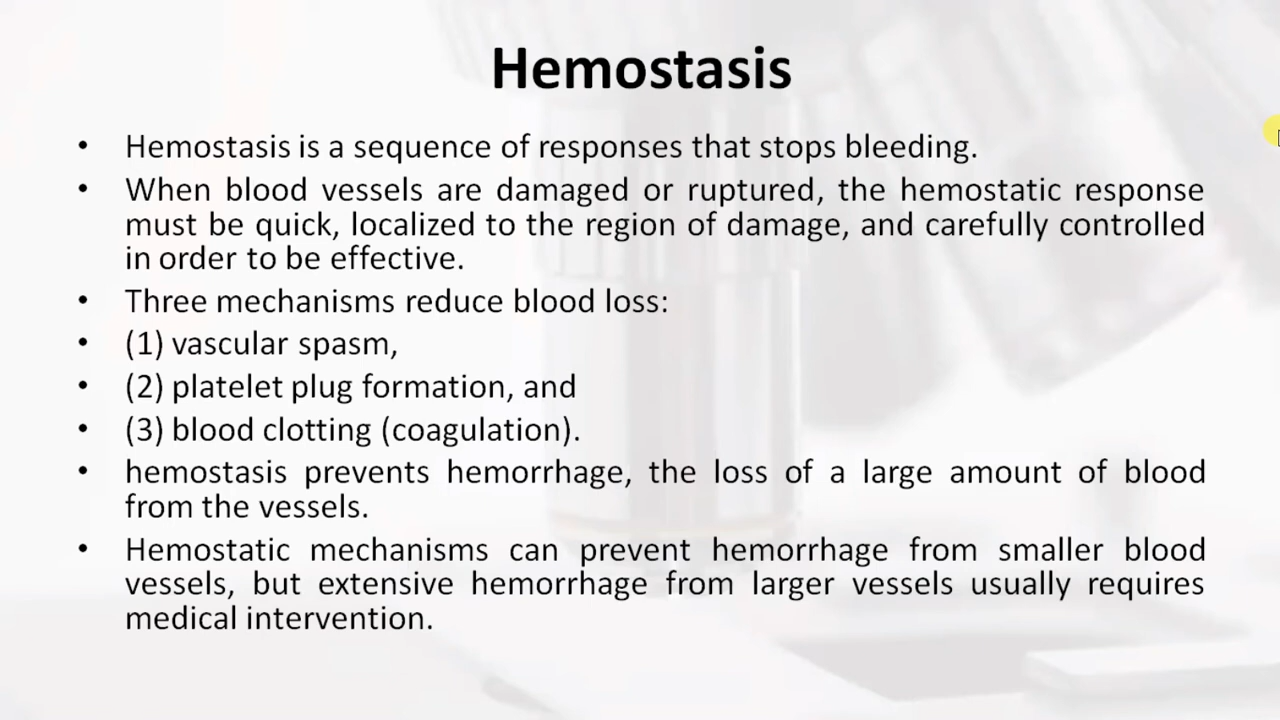 Hemostasis
• Hemostasis is a sequence of responses that stops bleeding.
• When blood vessels are damaged or ruptured, the hemostatic response
must be quick, localized to the region of damage, and carefully controlled
in order to be effective.
• Three mechanisms reduce blood loss:
• (1) vascular spasm,
• (2) platelet plug formation, and
• (3) blood clotting (coagulation).
• hemostasis prevents hemorrhage, the loss of a large amount of blood
from the vessels.
• Hemostatic mechanisms can prevent hemorrhage from smaller blood
vessels, but extensive hemorrhage from larger vessels usually requires
medical intervention.